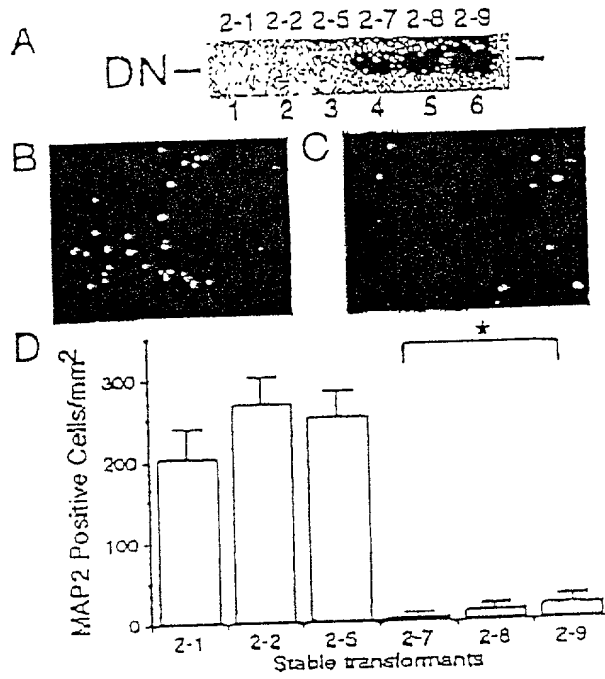 A
2-1 2-2 2-5 2-7 2-8 2-9
DN
1 2 3 4 5 6
B
C
D
*
MAP2 Positive Cells/mm²
300
200
100
0
2-1 2-2 2-5 2-7 2-8 2-9
Stable transformants